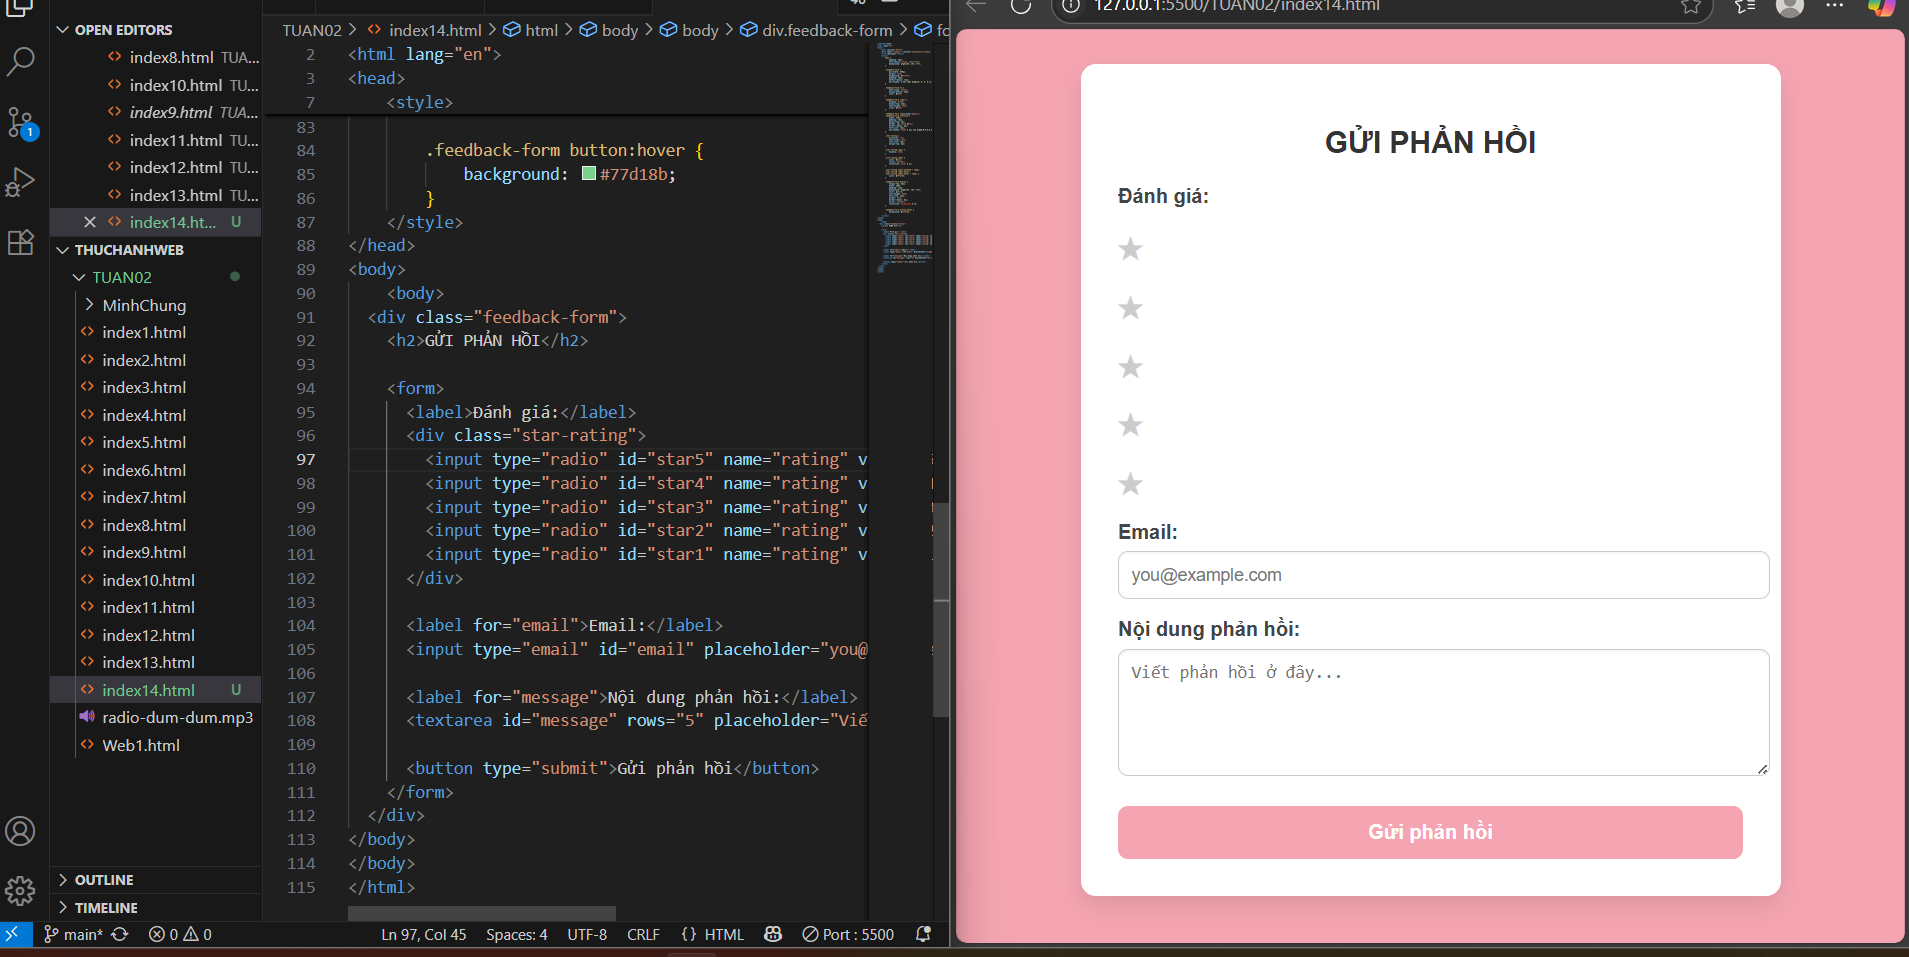 OPEN EDITORS
index8.html TUA...
index10.html TU...
index9.html TUA...
index11.html TU...
index12.html TU...
index13.html TU...
index14.ht... U
THUCHANHWEB
TUAN02
MinhChung
index1.html
index2.html
index3.html
index4.html
index5.html
index6.html
index7.html
index8.html
index9.html
index10.html
index11.html
index12.html
index13.html
index14.html U
radio-dum-dum.mp3
Web1.html
OUTLINE
TIMELINE
1
TUAN02 > index14.html > html > body > body > div.feedback-form > fo
2 <html lang="en">
3 <head>
7 <style>
83
84 .feedback-form button:hover {
85 background: #77d18b;
86 }
87 </style>
88 </head>
89 <body>
90 <body>
91 <div class="feedback-form">
92 <h2>GỬI PHẢN HỒI</h2>
93
94 <form>
95 <label>Đánh giá:</label>
96 <div class="star-rating">
97 <input type="radio" id="star5" name="rating" v
98 <input type="radio" id="star4" name="rating" v
99 <input type="radio" id="star3" name="rating" v
100 <input type="radio" id="star2" name="rating" v
101 <input type="radio" id="star1" name="rating" v
102 </div>
103
104 <label for="email">Email:</label>
105 <input type="email" id="email" placeholder="you@
106
107 <label for="message">Nội dung phản hồi:</label>
108 <textarea id="message" rows="5" placeholder="Viế
109
110 <button type="submit">Gửi phản hồi</button>
111 </form>
112 </div>
113 </body>
114 </body>
115 </html>
main* 0 0 Ln 97, Col 45 Spaces: 4 UTF-8 CRLF {} HTML Port : 5500
127.0.0.1:5500/TUAN02/index14.html
GỬI PHẢN HỒI
Đánh giá:
Email:
you@example.com
Nội dung phản hồi:
Viết phản hồi ở đây...
Gửi phản hồi